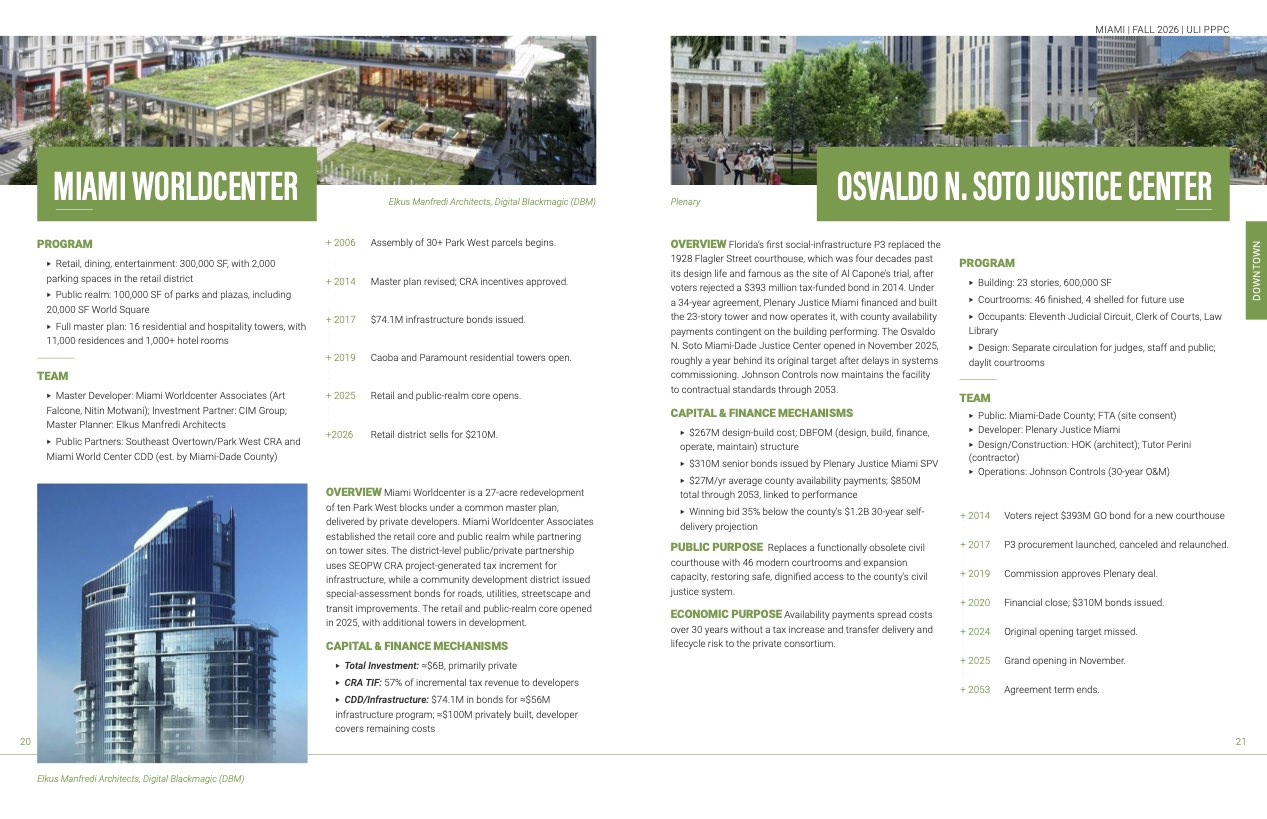 MIAMI | FALL 2026 | ULI PPPC
MIAMI WORLDCENTER
Elkus Manfredi Architects, Digital Blackmagic (DBM)
PROGRAM
‣ Retail, dining, entertainment: 300,000 SF, with 2,000
parking spaces in the retail district
‣ Public realm: 100,000 SF of parks and plazas, including
20,000 SF World Square
‣ Full master plan: 16 residential and hospitality towers, with
11,000 residences and 1,000+ hotel rooms
TEAM
‣ Master Developer: Miami Worldcenter Associates (Art
Falcone, Nitin Motwani); Investment Partner: CIM Group;
Master Planner: Elkus Manfredi Architects
‣ Public Partners: Southeast Overtown/Park West CRA and
Miami World Center CDD (est. by Miami-Dade County)
Elkus Manfredi Architects, Digital Blackmagic (DBM)
20
+ 2006 Assembly of 30+ Park West parcels begins.
+ 2014 Master plan revised; CRA incentives approved.
+ 2017 $74.1M infrastructure bonds issued.
+ 2019 Caoba and Paramount residential towers open.
+ 2025 Retail and public-realm core opens.
+2026 Retail district sells for $210M.
OVERVIEW Miami Worldcenter is a 27-acre redevelopment
of ten Park West blocks under a common master plan,
delivered by private developers. Miami Worldcenter Associates
established the retail core and public realm while partnering
on tower sites. The district-level public/private partnership
uses SEOPW CRA project-generated tax increment for
infrastructure, while a community development district issued
special-assessment bonds for roads, utilities, streetscape and
transit improvements. The retail and public-realm core opened
in 2025, with additional towers in development.
CAPITAL & FINANCE MECHANISMS
‣ Total Investment: ≈$6B, primarily private
‣ CRA TIF: 57% of incremental tax revenue to developers
‣ CDD/Infrastructure: $74.1M in bonds for ≈$56M
infrastructure program; ≈$100M privately built, developer
covers remaining costs
OSVALDO N. SOTO JUSTICE CENTER
Plenary
OVERVIEW Florida's first social-infrastructure P3 replaced the
1928 Flagler Street courthouse, which was four decades past
its design life and famous as the site of Al Capone's trial, after
voters rejected a $393 million tax-funded bond in 2014. Under
a 34-year agreement, Plenary Justice Miami financed and built
the 23-story tower and now operates it, with county availability
payments contingent on the building performing. The Osvaldo
N. Soto Miami-Dade Justice Center opened in November 2025,
roughly a year behind its original target after delays in systems
commissioning. Johnson Controls now maintains the facility
to contractual standards through 2053.
CAPITAL & FINANCE MECHANISMS
‣ $267M design-build cost; DBFOM (design, build, finance,
operate, maintain) structure
‣ $310M senior bonds issued by Plenary Justice Miami SPV
‣ $27M/yr average county availability payments; $850M
total through 2053, linked to performance
‣ Winning bid 35% below the county's $1.2B 30-year self-
delivery projection
PUBLIC PURPOSE Replaces a functionally obsolete civil
courthouse with 46 modern courtrooms and expansion
capacity, restoring safe, dignified access to the county's civil
justice system.
ECONOMIC PURPOSE Availability payments spread costs
over 30 years without a tax increase and transfer delivery and
lifecycle risk to the private consortium.
PROGRAM
‣ Building: 23 stories, 600,000 SF
‣ Courtrooms: 46 finished, 4 shelled for future use
‣ Occupants: Eleventh Judicial Circuit, Clerk of Courts, Law
Library
‣ Design: Separate circulation for judges, staff and public;
daylit courtrooms
TEAM
‣ Public: Miami-Dade County; FTA (site consent)
‣ Developer: Plenary Justice Miami
‣ Design/Construction: HOK (architect); Tutor Perini
(contractor)
‣ Operations: Johnson Controls (30-year O&M)
+ 2014 Voters reject $393M GO bond for a new courthouse
+ 2017 P3 procurement launched, canceled and relaunched.
+ 2019 Commission approves Plenary deal.
+ 2020 Financial close; $310M bonds issued.
+ 2024 Original opening target missed.
+ 2025 Grand opening in November.
+ 2053 Agreement term ends.
DOWNTOWN
21